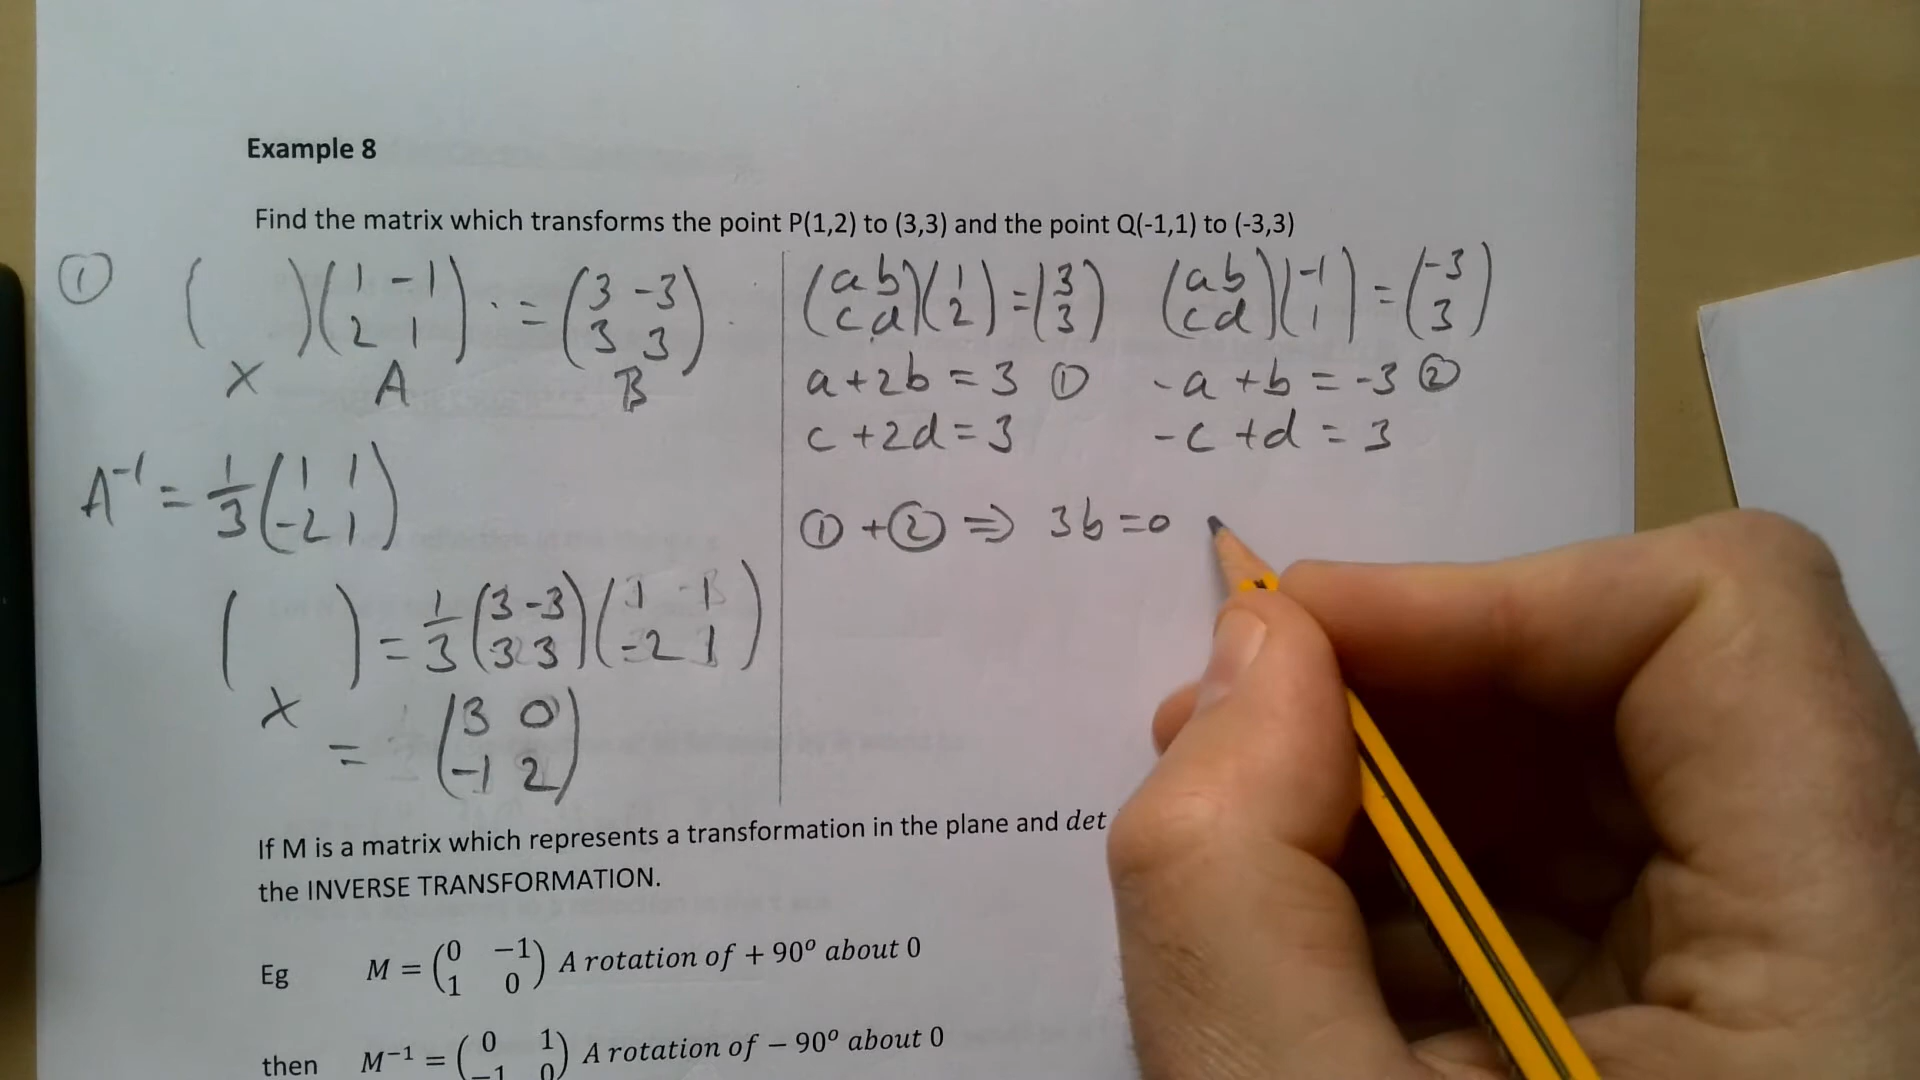 Example 8
Find the matrix which transforms the point P(1,2) to (3,3) and the point Q(-1,1) to (-3,3)
① (   )(1 -1; 2 1) = (3 -3; 3 3)
X A B
A⁻¹ = 1/3 (1 1; -2 1)
(   ) = 1/3 (3 -3; 3 3)(1 1; -2 1)
X
= (3 0; -1 2)
(a b; c d)(1; 2) = (3; 3) (a b; c d)(-1; 1) = (-3; 3)
a + 2b = 3 ① -a + b = -3 ②
c + 2d = 3 -c + d = 3
① + ② ⇒ 3b = 0
If M is a matrix which represents a transformation in the plane and det
the INVERSE TRANSFORMATION.
Eg M = (0 -1; 1 0) A rotation of + 90° about 0
then M⁻¹ = (0 1; -1 0) A rotation of − 90° about 0